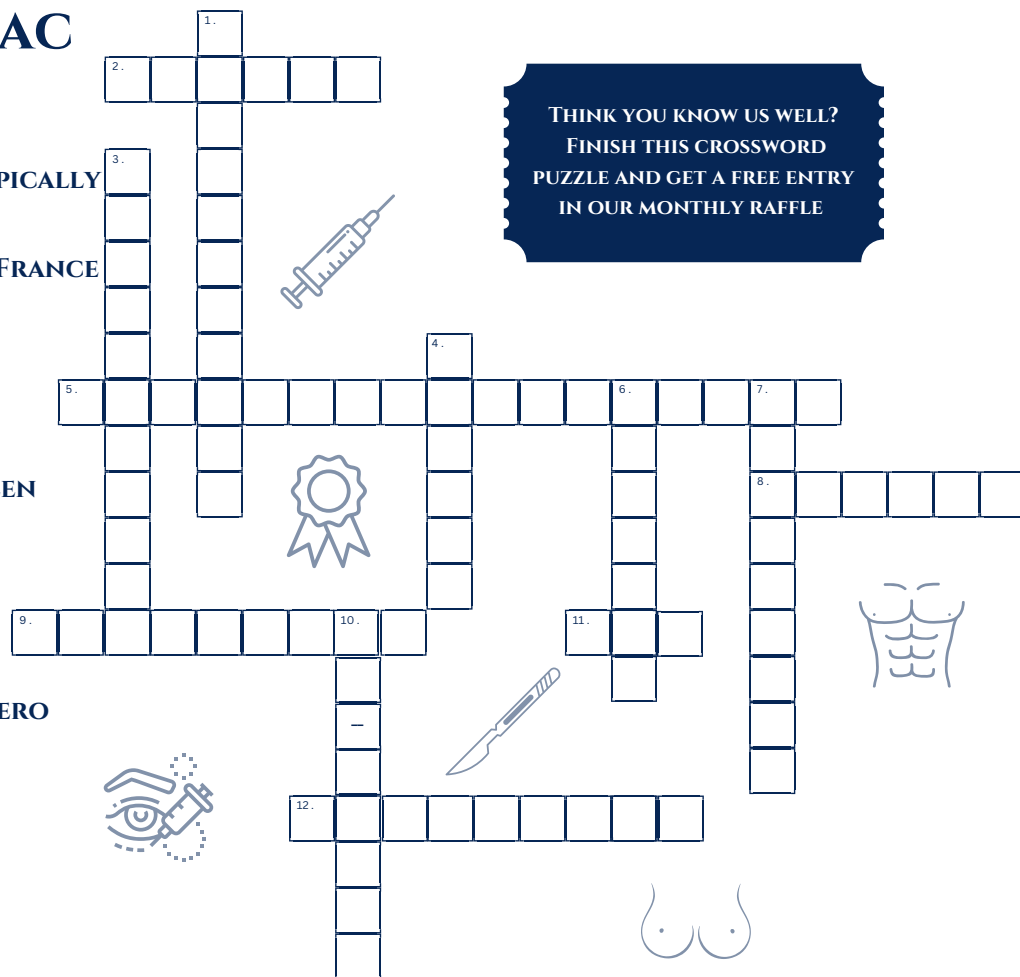 AC
1.
2.
Think you know us well?
Finish this crossword
puzzle and get a free entry
in our monthly raffle
3.
PICALLY
France
4.
5.
6.
7.
EN
8.
9.
10.
11.
ERO
–
12.